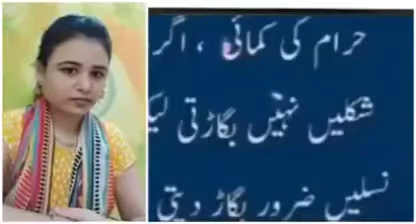 حرام کی کمائی ، اگر
شکلیں نہیں بگاڑتی
نسلیں ضرور بگاڑ دیتی